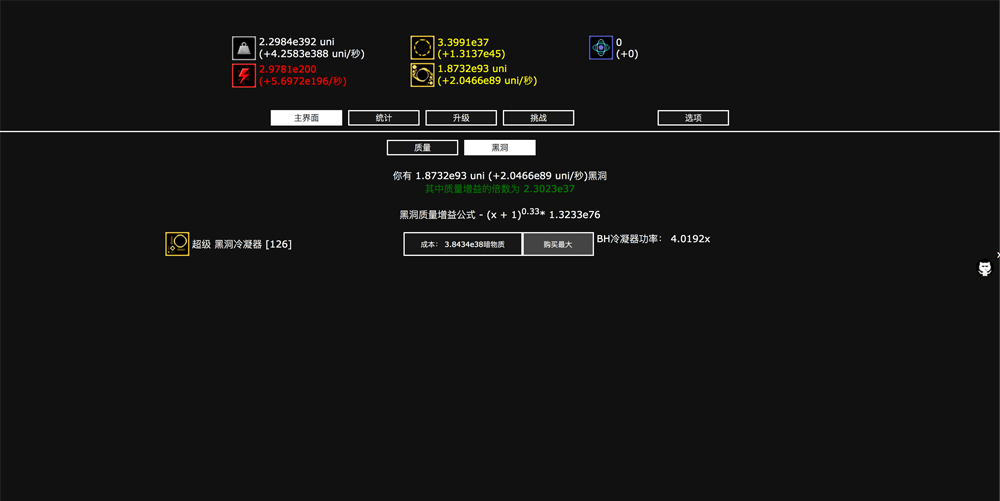 2.2984e392 uni
(+4.2583e388 uni/秒)
3.3991e37
(+1.3137e45)
0
(+0)
2.9781e200
(+5.6972e196/秒)
1.8732e93 uni
(+2.0466e89 uni/秒)
主界面
统计
升级
挑战
选项
质量
黑洞
你有 1.8732e93 uni (+2.0466e89 uni/秒)黑洞
其中质量增益的倍数为 2.3023e37
黑洞质量增益公式 - (x + 1)^0.33* 1.3233e76
超级 黑洞冷凝器 [126]
成本: 3.8434e38暗物质
购买最大
BH冷凝器功率: 4.0192x